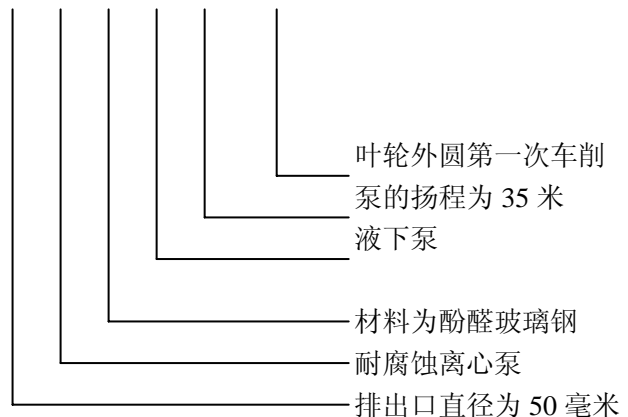 叶轮外圆第一次车削
泵的扬程为 35 米
液下泵
材料为酚醛玻璃钢
耐腐蚀离心泵
排出口直径为 50 毫米